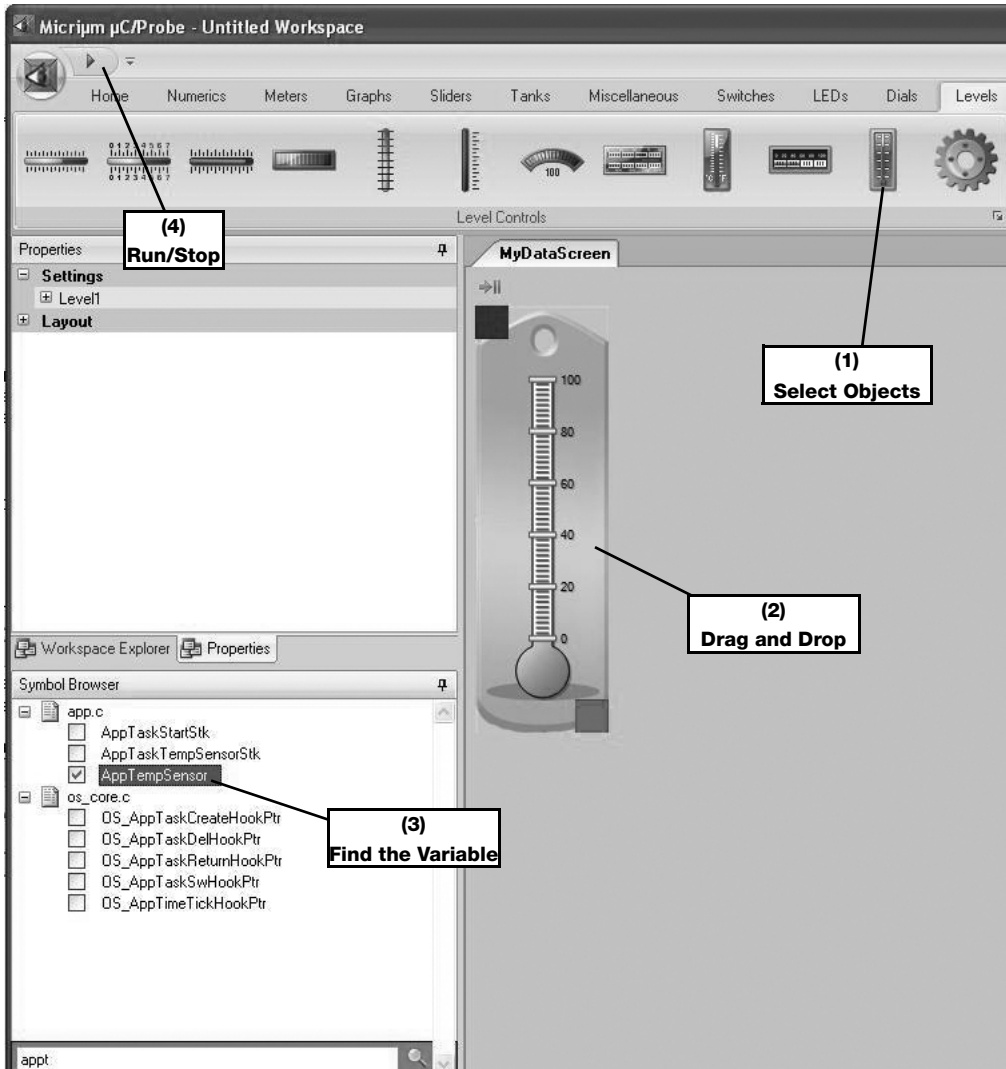 Micriµm µC/Probe - Untitled Workspace
Home Numerics Meters Graphs Sliders Tanks Miscellaneous Switches LEDs Dials Levels
0 1 2 3 4 5 6 7
0 1 2 3 4 5 6 7
100
Level Controls
(4)
Run/Stop
(1)
Select Objects
Properties
Settings
Level1
Layout
MyDataScreen
100
80
60
40
20
0
(2)
Drag and Drop
Workspace Explorer Properties
Symbol Browser
app.c
AppTaskStartStk
AppTaskTempSensorStk
AppTempSensor
os_core.c
OS_AppTaskCreateHookPtr
OS_AppTaskDelHookPtr
OS_AppTaskReturnHookPtr
OS_AppTaskSwHookPtr
OS_AppTimeTickHookPtr
(3)
Find the Variable
appt